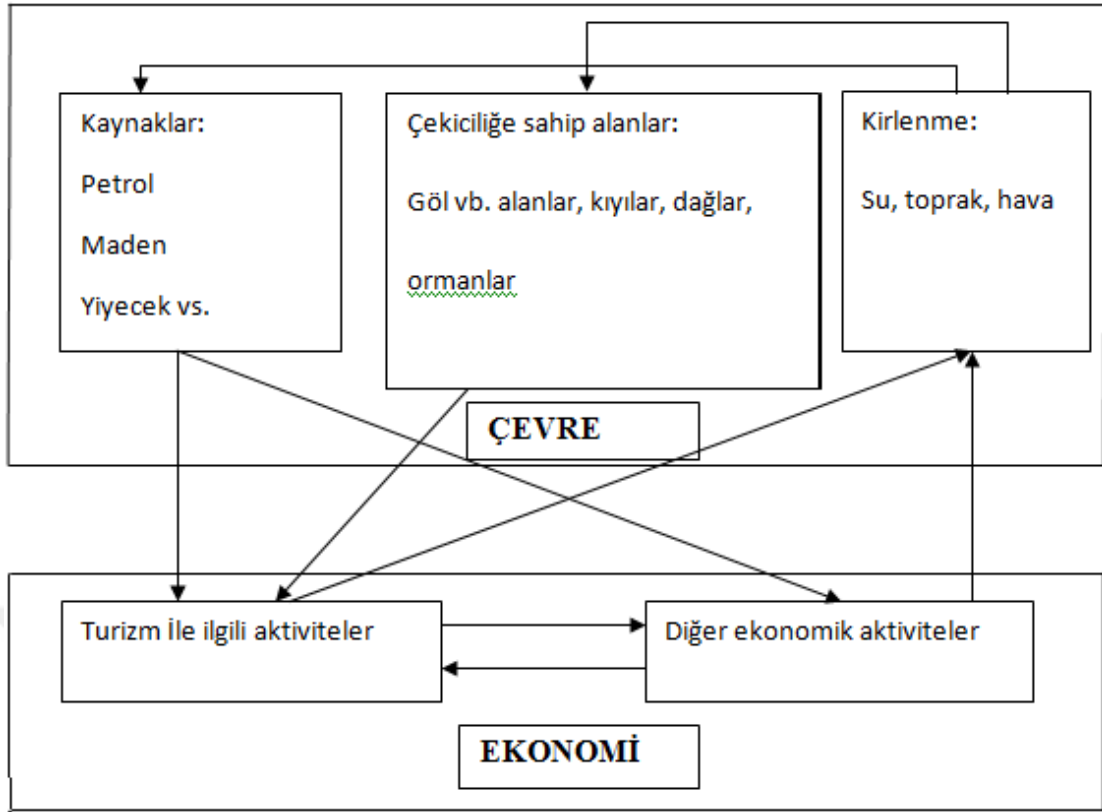 Kaynaklar:
Petrol
Maden
Yiyecek vs.
Çekiciliğe sahip alanlar:
Göl vb. alanlar, kıyılar, dağlar,
ormanlar
Kirlenme:
Su, toprak, hava
ÇEVRE
Turizm İle ilgili aktiviteler
Diğer ekonomik aktiviteler
EKONOMİ